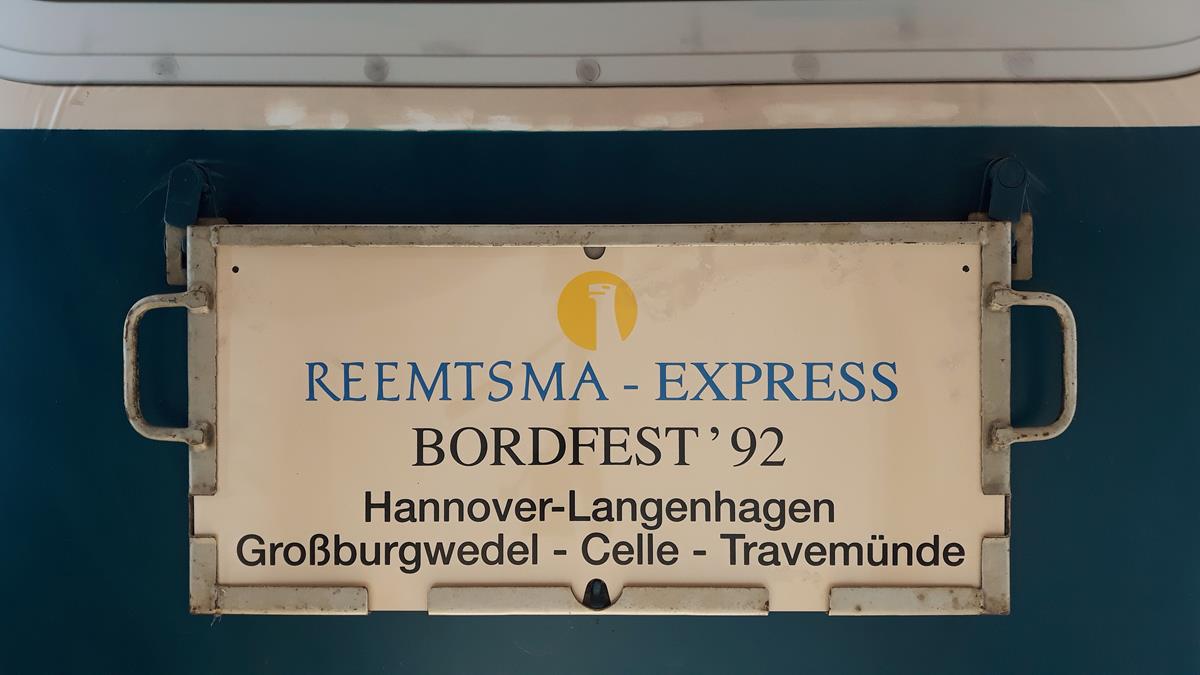 REEMTSMA - EXPRESS
BORDFEST '92
Hannover-Langenhagen
Großburgwedel - Celle - Travemünde